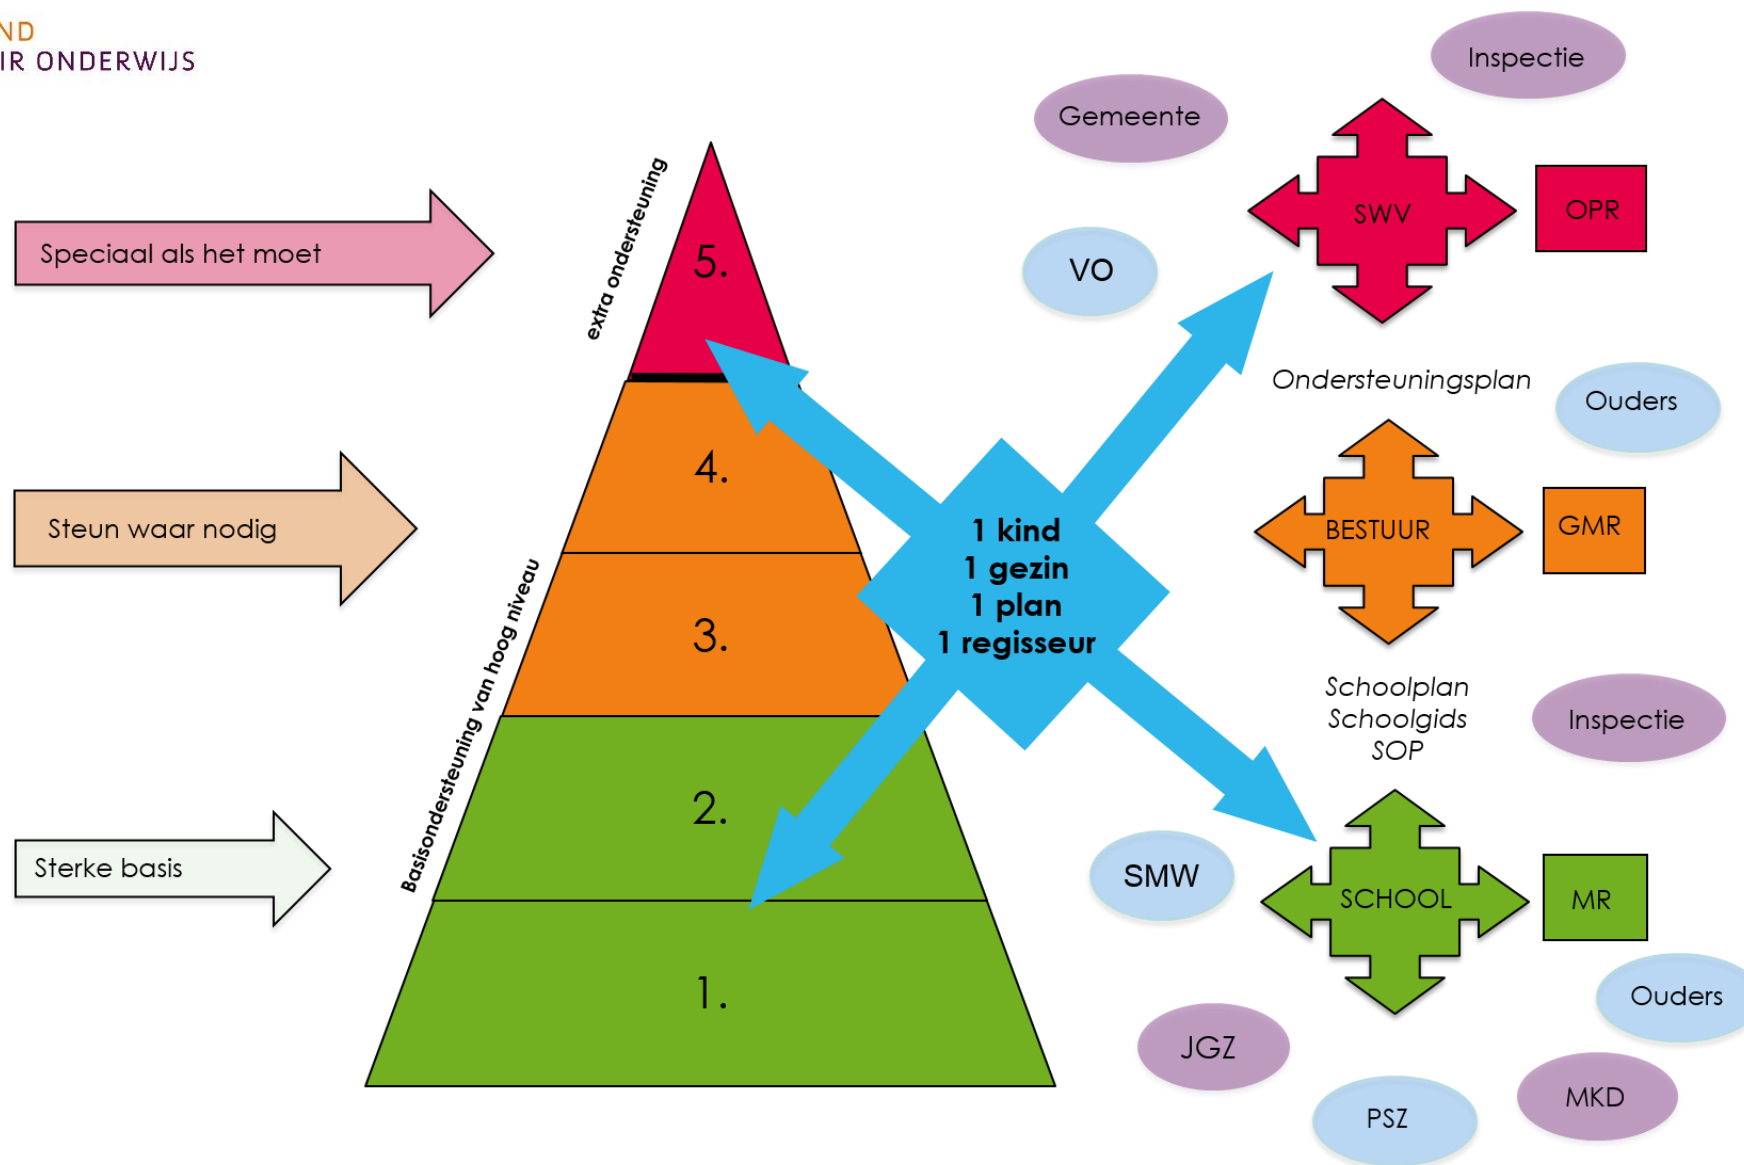 ND
IR ONDERWIJS
Inspectie
Gemeente
SWV
OPR
VO
Speciaal als het moet
extra ondersteuning
5.
Ondersteuningsplan
Ouders
4.
Steun waar nodig
1 kind
1 gezin
1 plan
1 regisseur
BESTUUR
GMR
Basisondersteuning van hoog niveau
3.
Schoolplan
Schoolgids
SOP
Inspectie
2.
Sterke basis
SMW
SCHOOL
MR
1.
Ouders
JGZ
MKD
PSZ